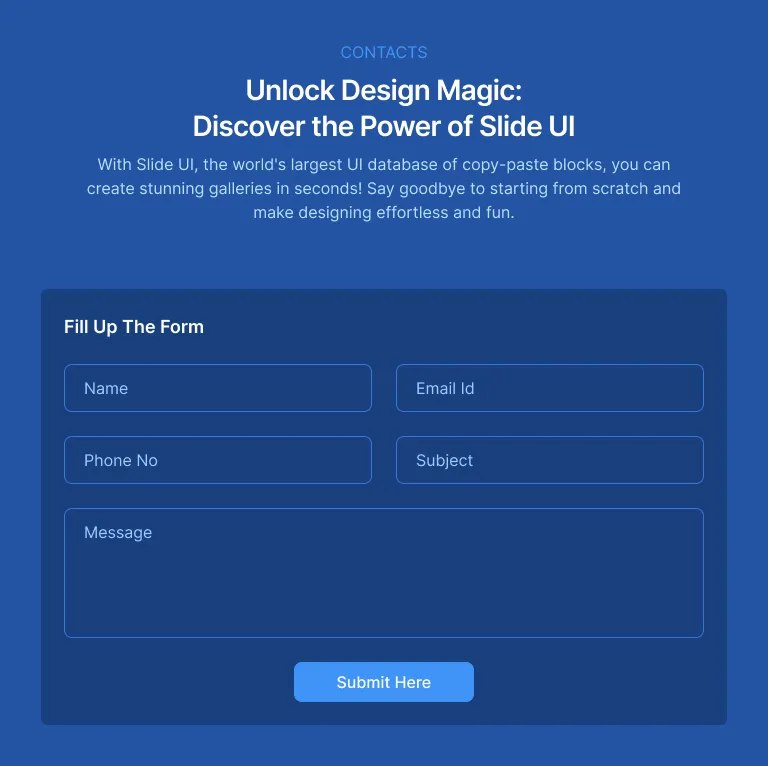 CONTACTS
Unlock Design Magic:
Discover the Power of Slide UI
With Slide UI, the world's largest UI database of copy-paste blocks, you can
create stunning galleries in seconds! Say goodbye to starting from scratch and
make designing effortless and fun.
Fill Up The Form
Name
Email Id
Phone No
Subject
Message
Submit Here